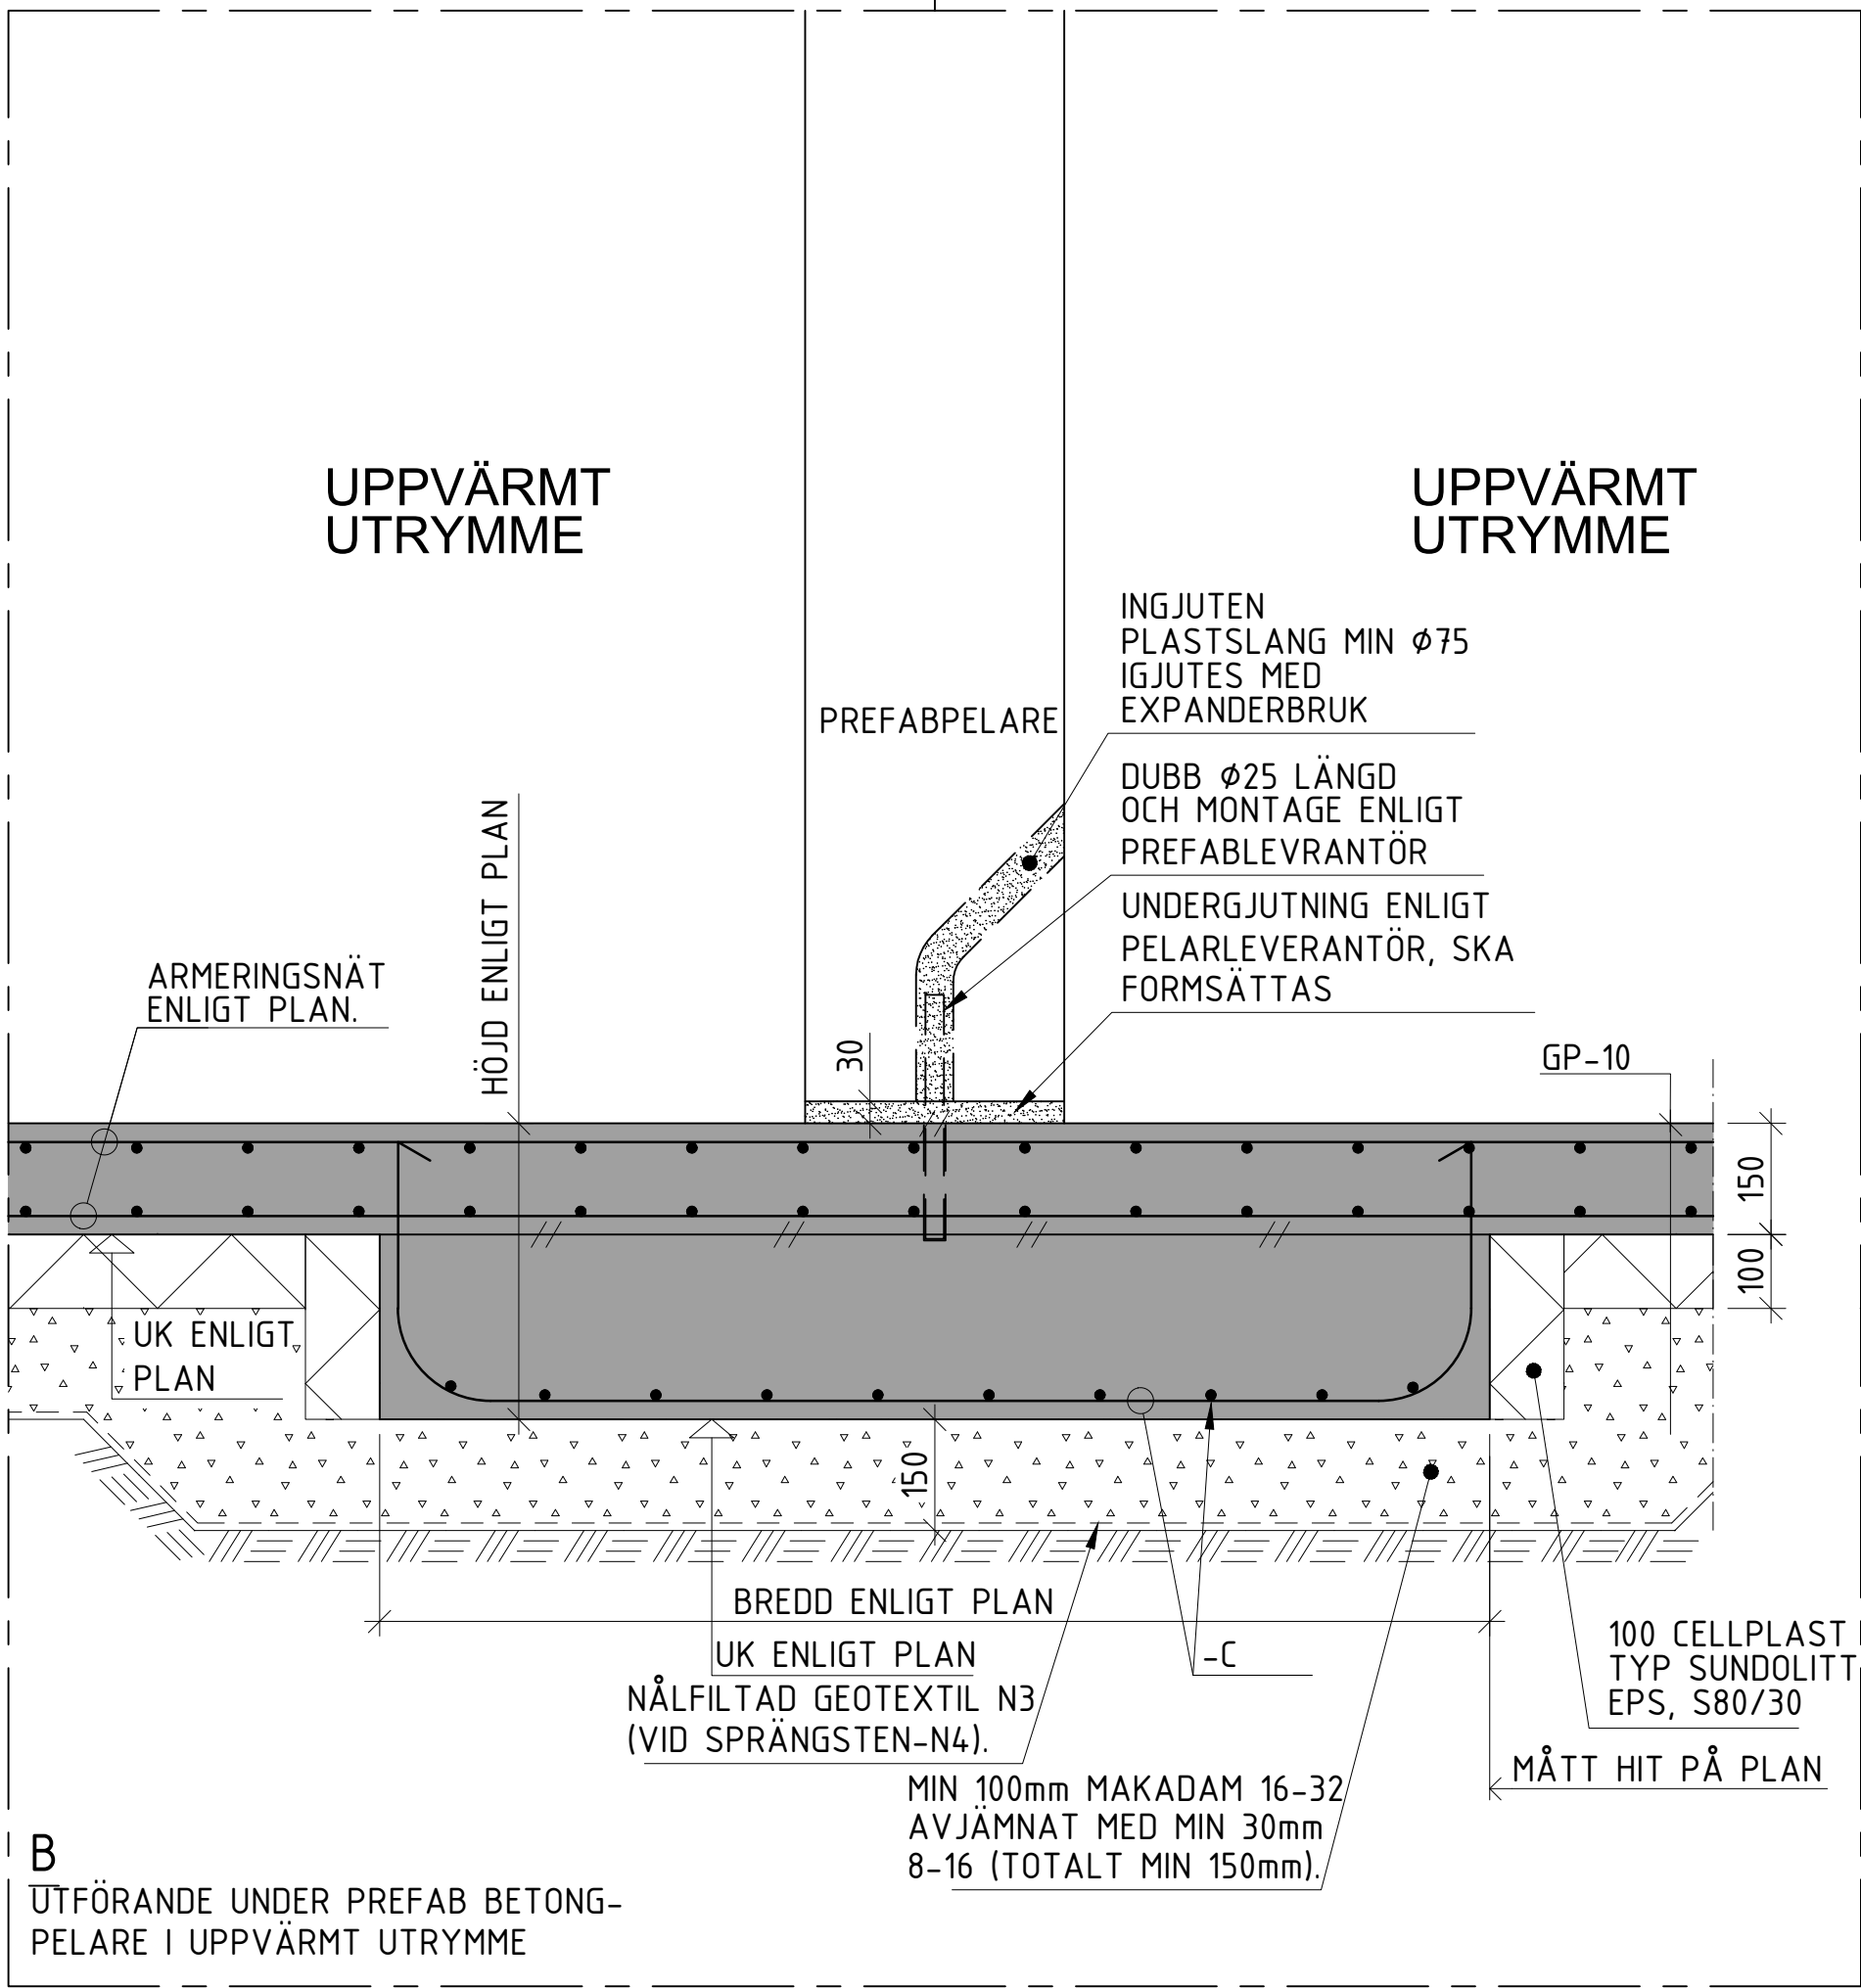 UPPVÄRMT
UTRYMME
UPPVÄRMT
UTRYMME
INGJUTEN
PLASTSLANG MIN Ø75
IGJUTES MED
EXPANDERBRUK
PREFABPELARE
DUBB Ø25 LÄNGD
OCH MONTAGE ENLIGT
PREFABLEVRANTÖR
UNDERGJUTNING ENLIGT
PELARLEVERANTÖR, SKA
FORMSÄTTAS
HÖJD ENLIGT PLAN
ARMERINGSNÄT
ENLIGT PLAN.
30
GP-10
150
100
UK ENLIGT
PLAN
150
BREDD ENLIGT PLAN
UK ENLIGT PLAN
-C
NÅLFILTAD GEOTEXTIL N3
(VID SPRÄNGSTEN-N4).
100 CELLPLAST
TYP SUNDOLITT
EPS, S80/30
MÅTT HIT PÅ PLAN
MIN 100mm MAKADAM 16-32
AVJÄMNAT MED MIN 30mm
8-16 (TOTALT MIN 150mm).
B
UTFÖRANDE UNDER PREFAB BETONG-
PELARE I UPPVÄRMT UTRYMME